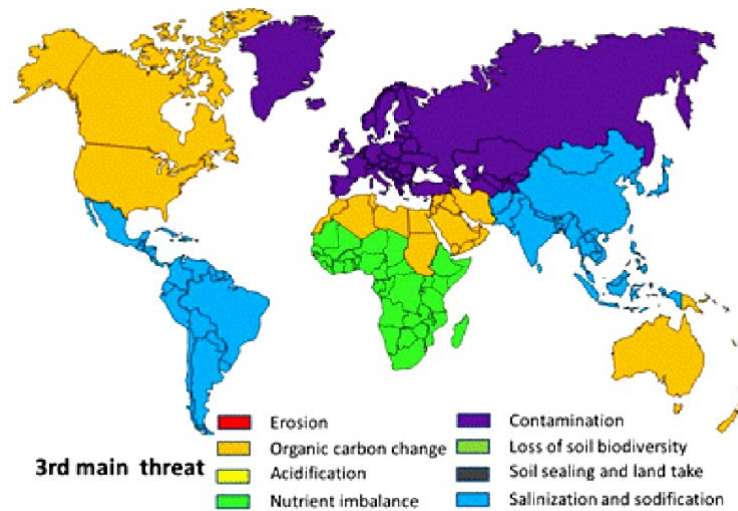 Erosion
Organic carbon change
Acidification
Nutrient imbalance
3rd main threat
Contamination
Loss of soil biodiversity
Soil sealing and land take
Salinization and sodification